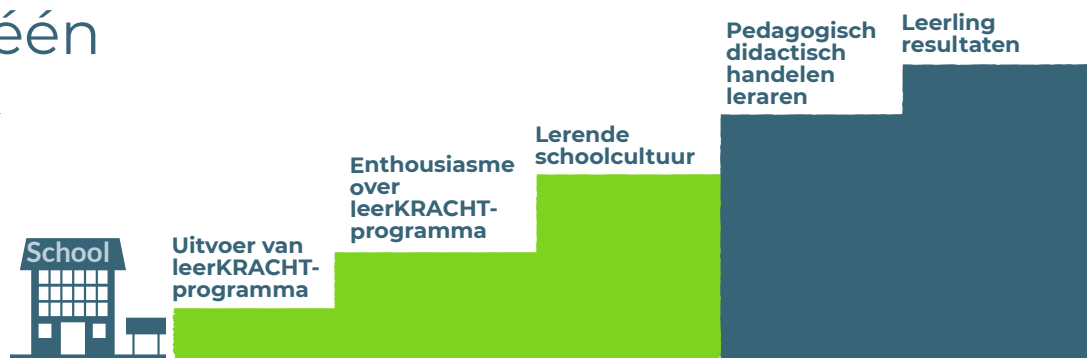 één
School
Uitvoer van
leerKRACHT-
programma
Enthousiasme
over
leerKRACHT-
programma
Lerende
schoolcultuur
Pedagogisch
didactisch
handelen
leraren
Leerling
resultaten